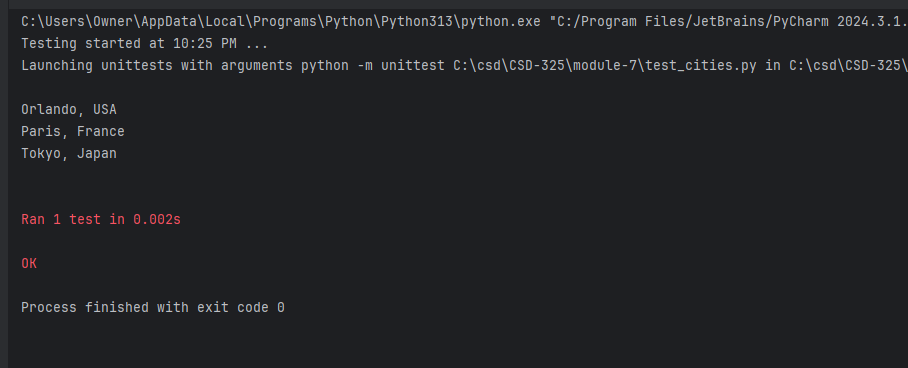 C:\Users\Owner\AppData\Local\Programs\Python\Python313\python.exe "C:/Program Files/JetBrains/PyCharm 2024.3.1.
Testing started at 10:25 PM ...
Launching unittests with arguments python -m unittest C:\csd\CSD-325\module-7\test_cities.py in C:\csd\CSD-325\
Orlando, USA
Paris, France
Tokyo, Japan
Ran 1 test in 0.002s
OK
Process finished with exit code 0